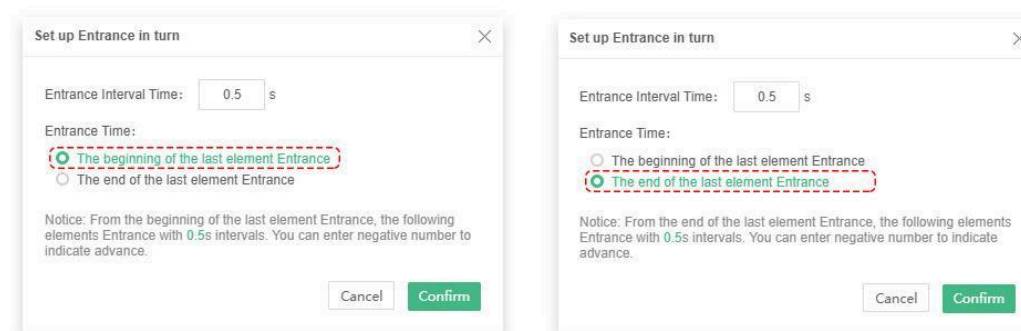 Set up Entrance in turn
Entrance Interval Time: 0.5 s
Entrance Time:
The beginning of the last element Entrance
The end of the last element Entrance
Notice: From the beginning of the last element Entrance, the following
elements Entrance with 0.5s intervals. You can enter negative number to
indicate advance.
Cancel Confirm
Set up Entrance in turn
Entrance Interval Time: 0.5 s
Entrance Time:
The beginning of the last element Entrance
The end of the last element Entrance
Notice: From the end of the last element Entrance, the following elements
Entrance with 0.5s intervals. You can enter negative number to indicate
advance.
Cancel Confirm